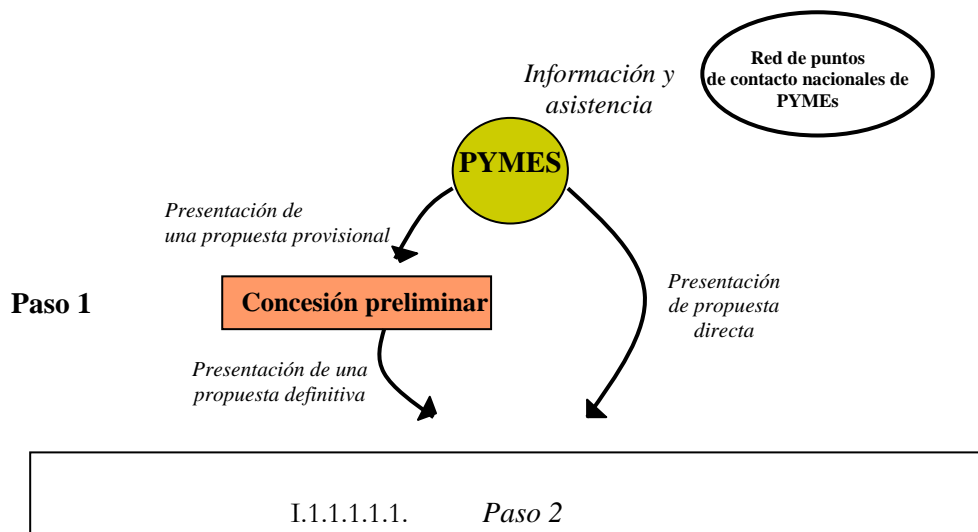 Red de puntos
de contacto nacionales de
PYMEs
Información y
asistencia
PYMES
Presentación de
una propuesta provisional
Paso 1
Concesión preliminar
Presentación
de propuesta
directa
Presentación de una
propuesta definitiva
I.1.1.1.1.1. Paso 2